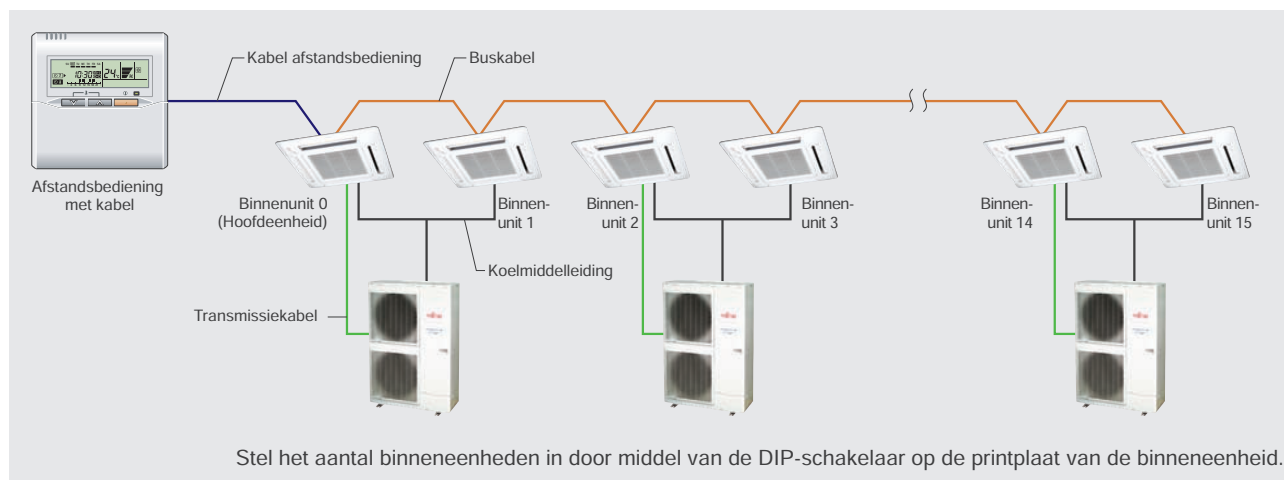 Kabel afstandsbediening
Buskabel
Afstandsbediening
met kabel
Binnenunit 0
(Hoofdeenheid)
Binnen-
unit 1
Binnen-
unit 2
Binnen-
unit 3
Binnen-
unit 14
Binnen-
unit 15
Koelmiddelleiding
Transmissiekabel
Stel het aantal binneneenheden in door middel van de DIP-schakelaar op de printplaat van de binneneenheid.